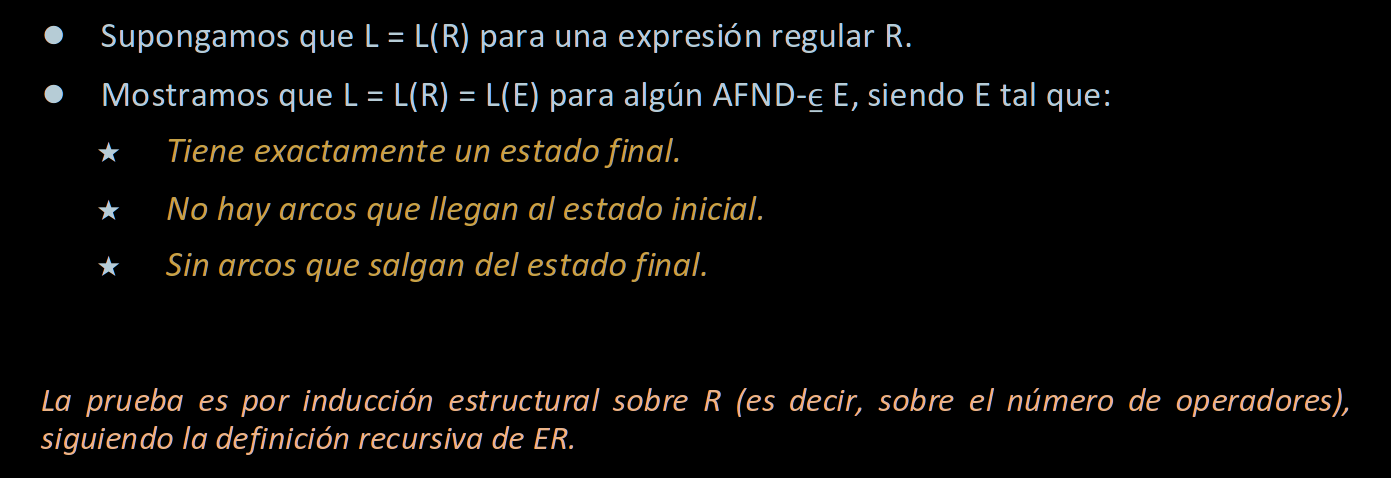 ● Supongamos que L = L(R) para una expresión regular R.
● Mostramos que L = L(R) = L(E) para algún AFND-ϵ E, siendo E tal que:
★ Tiene exactamente un estado final.
★ No hay arcos que llegan al estado inicial.
★ Sin arcos que salgan del estado final.
La prueba es por inducción estructural sobre R (es decir, sobre el número de operadores),
siguiendo la definición recursiva de ER.